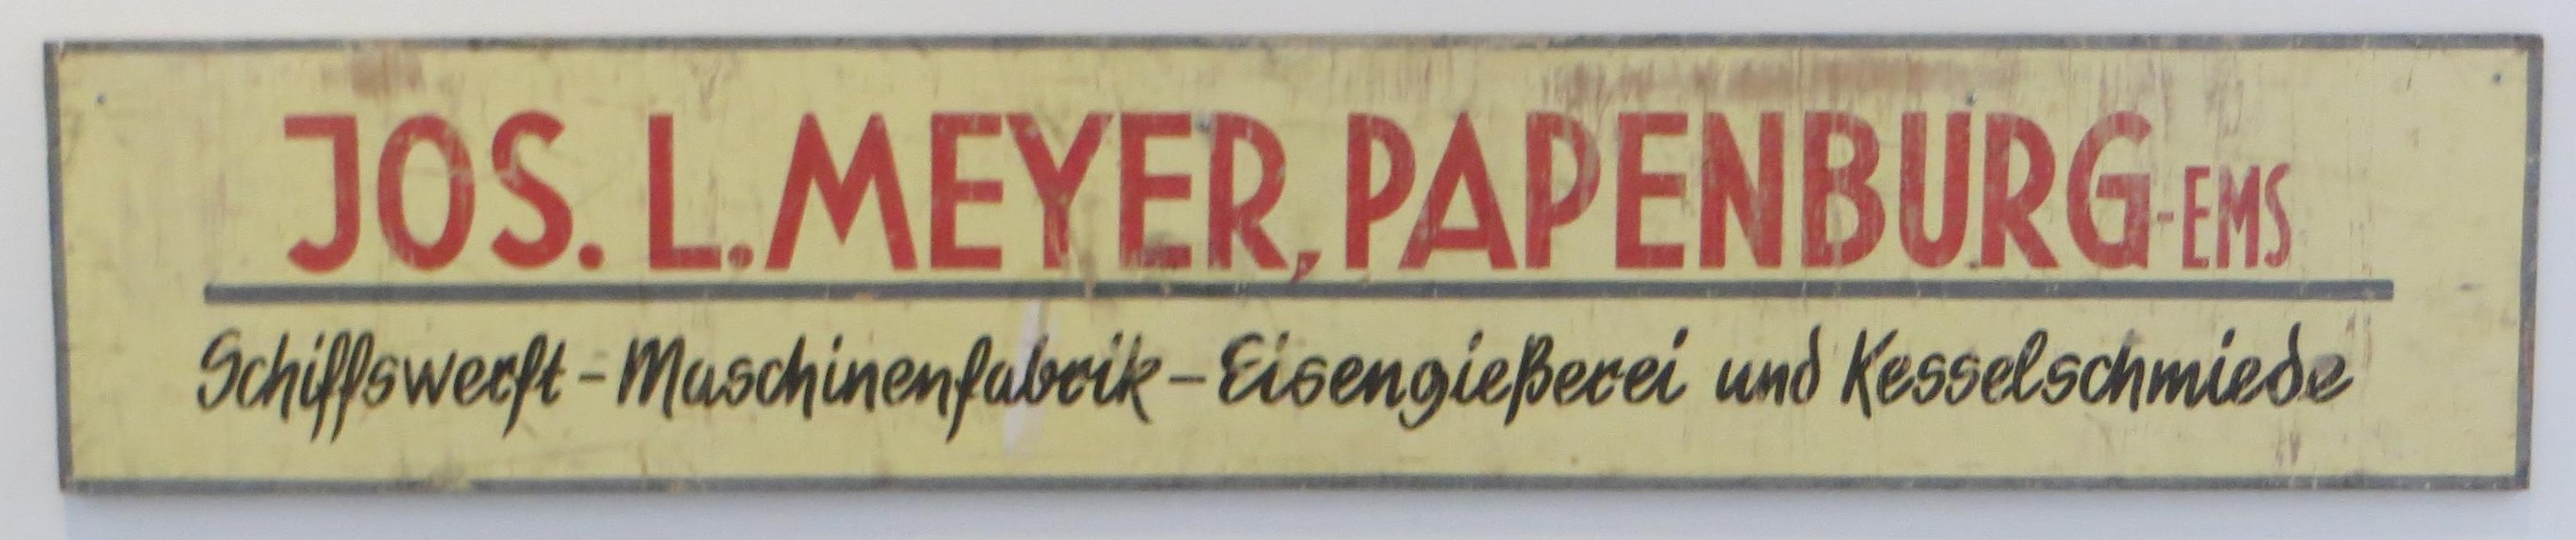 JOS. L. MEYER, PAPENBURG-EMS
Schiffswerft - Maschinenfabrik - Eisengießerei und Kesselschmiede